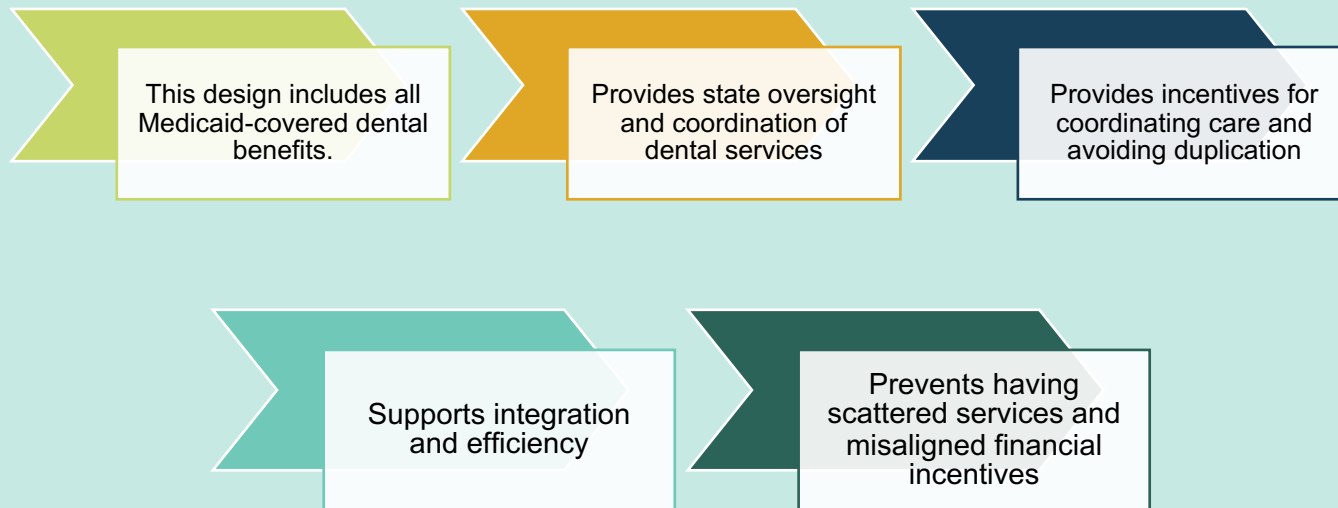 This design includes all
Medicaid-covered dental
benefits.
Provides state oversight
and coordination of
dental services
Provides incentives for
coordinating care and
avoiding duplication
Supports integration
and efficiency
Prevents having
scattered services and
misaligned financial
incentives